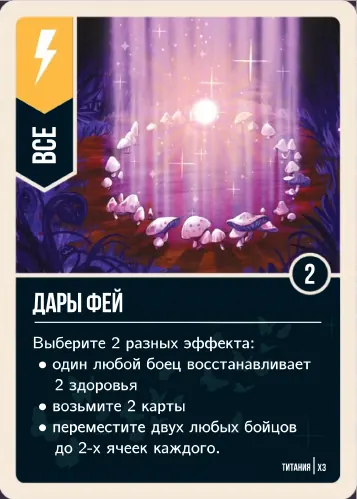 ВСЕ
2
ДАРЫ ФЕЙ
Выберите 2 разных эффекта:
• один любой боец восстанавливает
2 здоровья
• возьмите 2 карты
• переместите двух любых бойцов
до 2-х ячеек каждого.
ТИТАНИЯ | X3